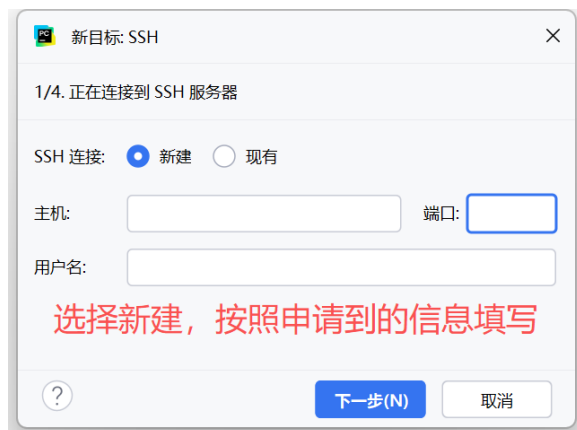 PC
新目标: SSH
1/4. 正在连接到 SSH 服务器
SSH 连接: 新建 现有
主机: 端口:
用户名:
选择新建，按照申请到的信息填写
? 下一步(N) 取消